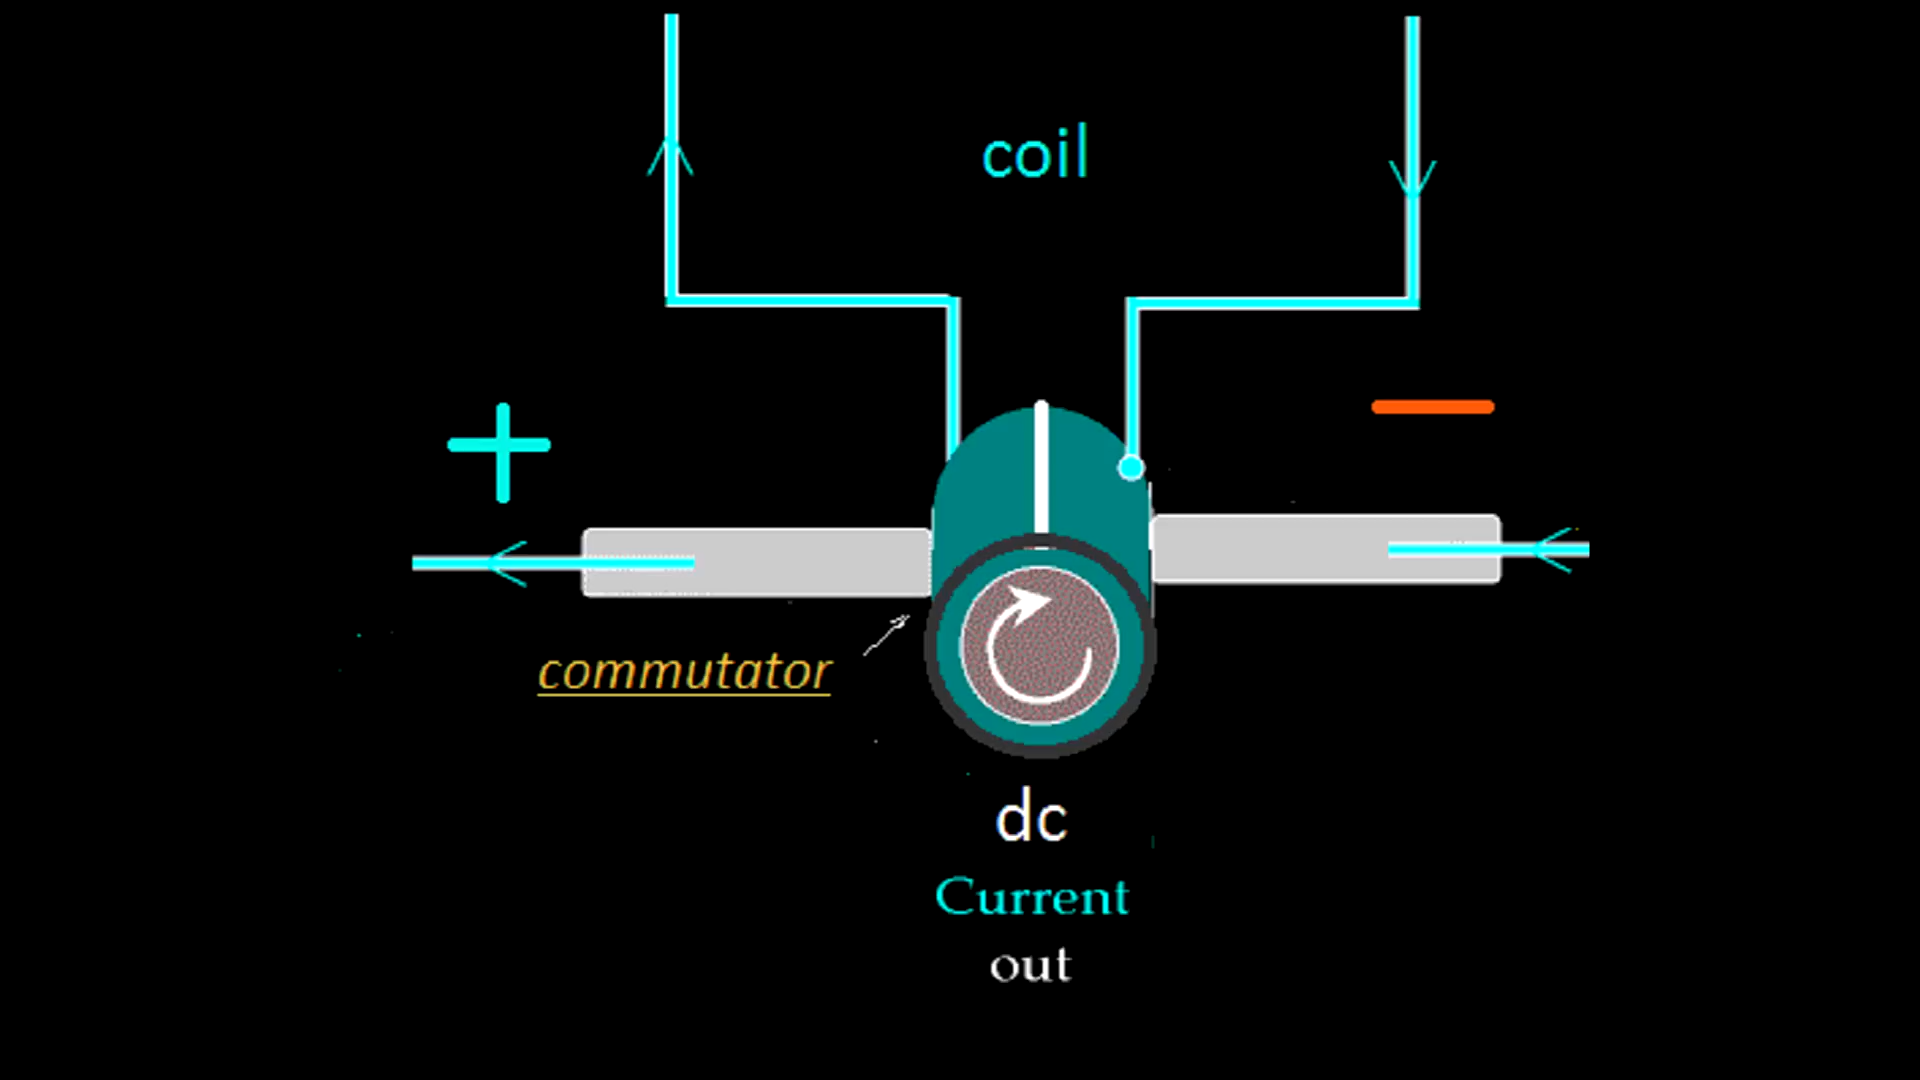 coil
+
—
commutator
dc
Current
out